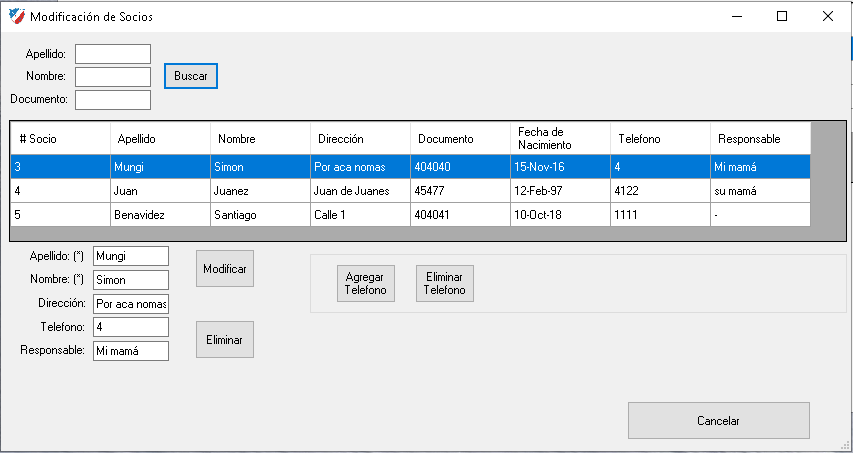 Modificación de Socios
Apellido:
Nombre:
Buscar
Documento:
# Socio Apellido Nombre Dirección Documento Fecha de Nacimiento Telefono Responsable
3 Mungi Simon Por aca nomas 404040 15-Nov-16 4 Mi mamá
4 Juan Juanez Juan de Juanes 45477 12-Feb-97 4122 su mamá
5 Benavidez Santiago Calle 1 404041 10-Oct-18 1111 -
Apellido: (*) Mungi
Modificar
Nombre: (*) Simon
Agregar Telefono
Eliminar Telefono
Dirección: Por aca nomas
Telefono: 4
Eliminar
Responsable: Mi mamá
Cancelar